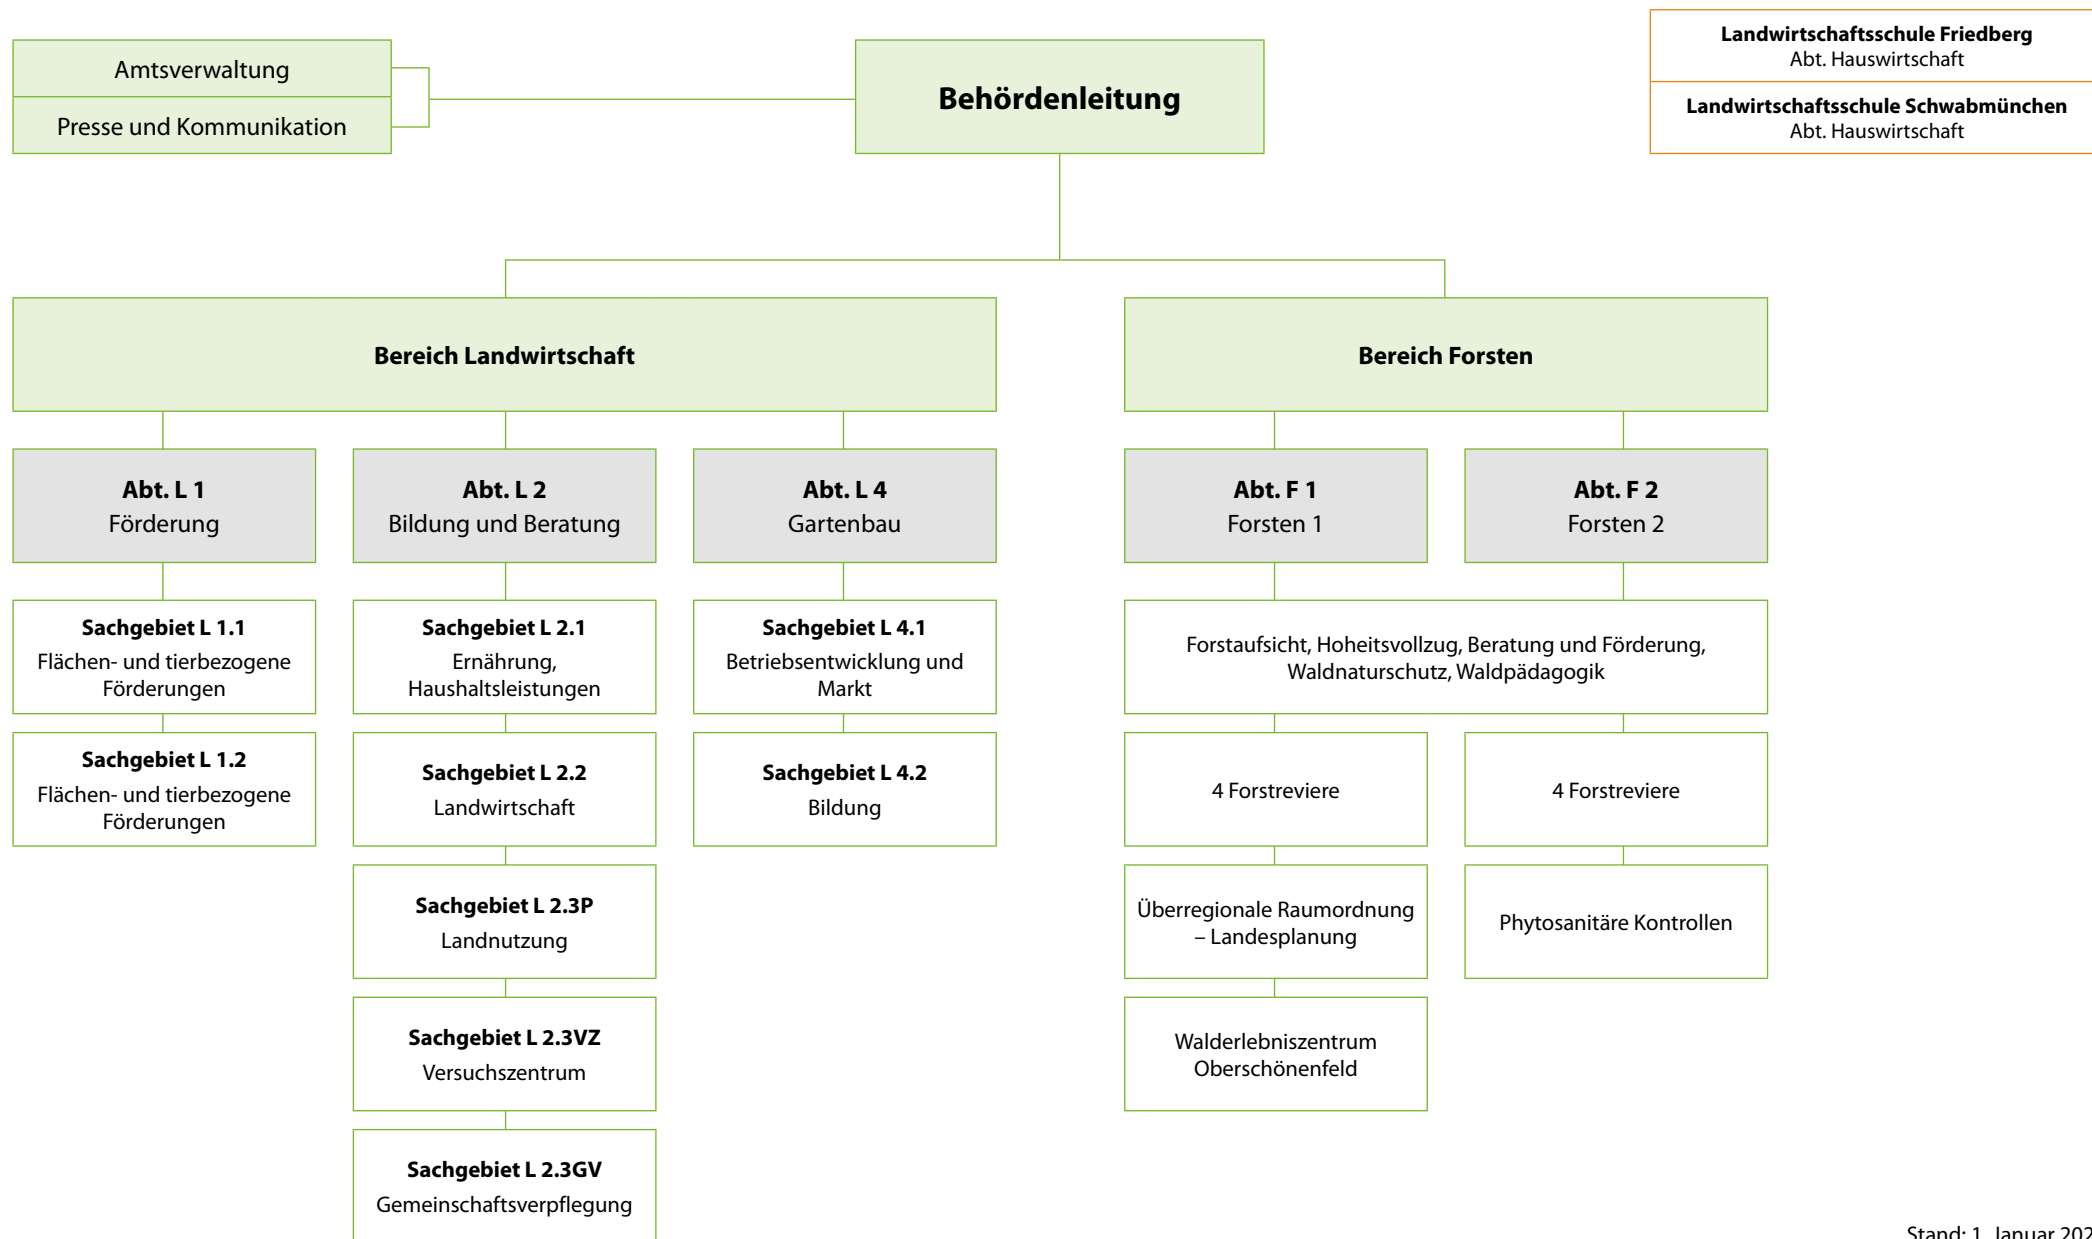 Amtsverwaltung
Presse und Kommunikation
Behördenleitung
Landwirtschaftsschule Friedberg
Abt. Hauswirtschaft
Landwirtschaftsschule Schwabmünchen
Abt. Hauswirtschaft
Bereich Landwirtschaft
Bereich Forsten
Abt. L 1
Förderung
Abt. L 2
Bildung und Beratung
Abt. L 4
Gartenbau
Abt. F 1
Forsten 1
Abt. F 2
Forsten 2
Sachgebiet L 1.1
Flächen- und tierbezogene
Förderungen
Sachgebiet L 1.2
Flächen- und tierbezogene
Förderungen
Sachgebiet L 2.1
Ernährung,
Haushaltsleistungen
Sachgebiet L 2.2
Landwirtschaft
Sachgebiet L 2.3P
Landnutzung
Sachgebiet L 2.3VZ
Versuchszentrum
Sachgebiet L 2.3GV
Gemeinschaftsverpflegung
Sachgebiet L 4.1
Betriebsentwicklung und
Markt
Sachgebiet L 4.2
Bildung
Forstaufsicht, Hoheitsvollzug, Beratung und Förderung,
Waldnaturschutz, Waldpädagogik
4 Forstreviere
Überregionale Raumordnung
– Landesplanung
Walderlebniszentrum
Oberschönenfeld
4 Forstreviere
Phytosanitäre Kontrollen
Stand: 1. Januar 202